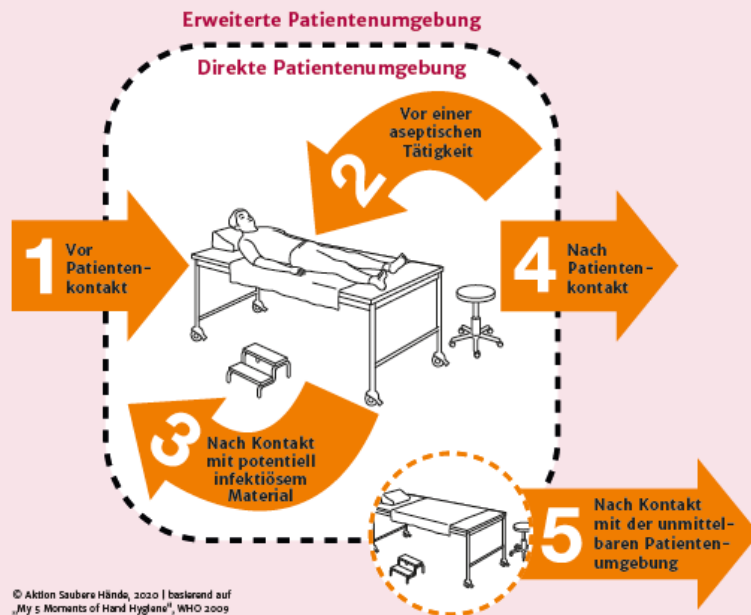 Erweiterte Patientenumgebung
Direkte Patientenumgebung
2
Vor einer
aseptischen
Tätigkeit
1
Vor
Patienten-
kontakt
4
Nach
Patienten-
kontakt
3
Nach Kontakt
mit potentiell
infektiösem
Material
5
Nach Kontakt
mit der unmittel-
baren Patienten-
umgebung
© Aktion Saubere Hände, 2020 | basierend auf
„My 5 Moments of Hand Hygiene", WHO 2009